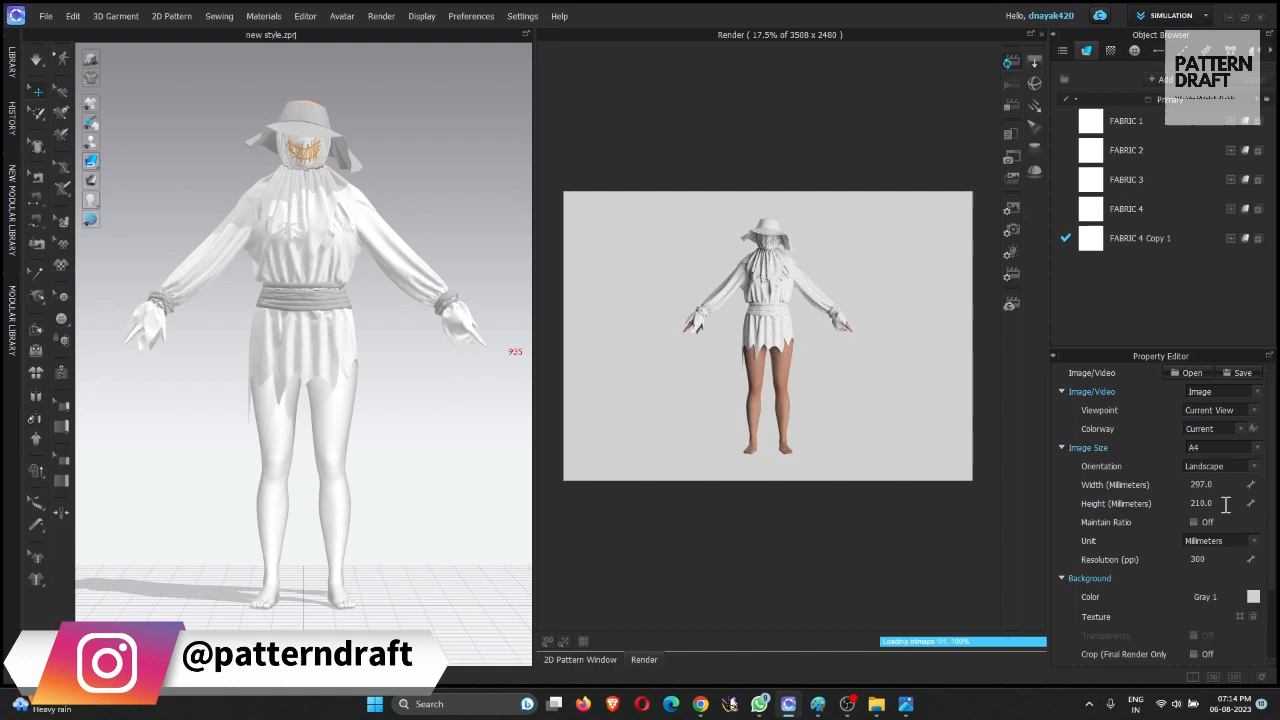 File Edit 3D Garment 2D Pattern Sewing Materials Editor Avatar Render Display Preferences Settings Help
Hello, dnayak420
SIMULATION
new style.zprj
Render ( 17.5% of 3508 x 2480 )
Object Browser
LIBRARY
HISTORY
NEW MODULAR LIBRARY
MODULAR LIBRARY
PATTERN
DRAFT
Add
Primary
FABRIC 1
FABRIC 2
FABRIC 3
FABRIC 4
FABRIC 4 Copy 1
935
Property Editor
Image/Video Open Save
Image/Video Image
Viewpoint Current View
Colorway Current
Image Size A4
Orientation Landscape
Width (Millimeters) 297.0
Height (Millimeters) 210.0
Maintain Ratio Off
Unit Millimeters
Resolution (ppi) 300
Background
Color Gray 1
Texture
Transparency Off
Crop (Final Render Only Off
Loading bitmaps 1/1, 100%
2D Pattern Window Render
@patterndraft
Heavy rain
Search
9
ENG
IN
07:14 PM
06-08-2023